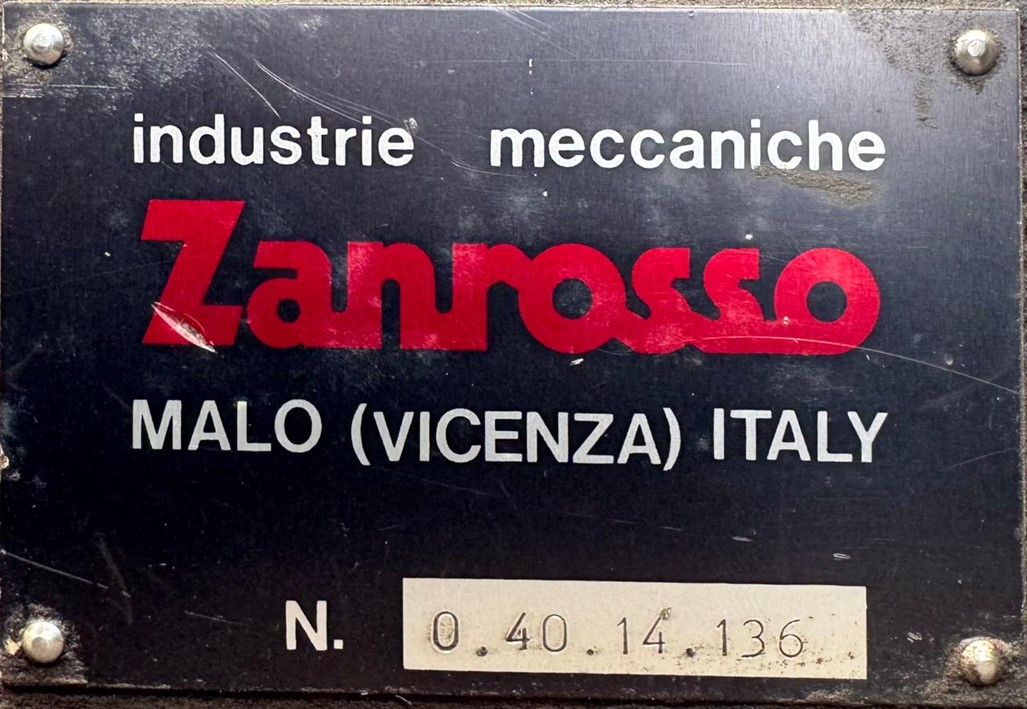 industrie meccaniche
Zanrosso
MALO (VICENZA) ITALY
N. 0.40.14.136